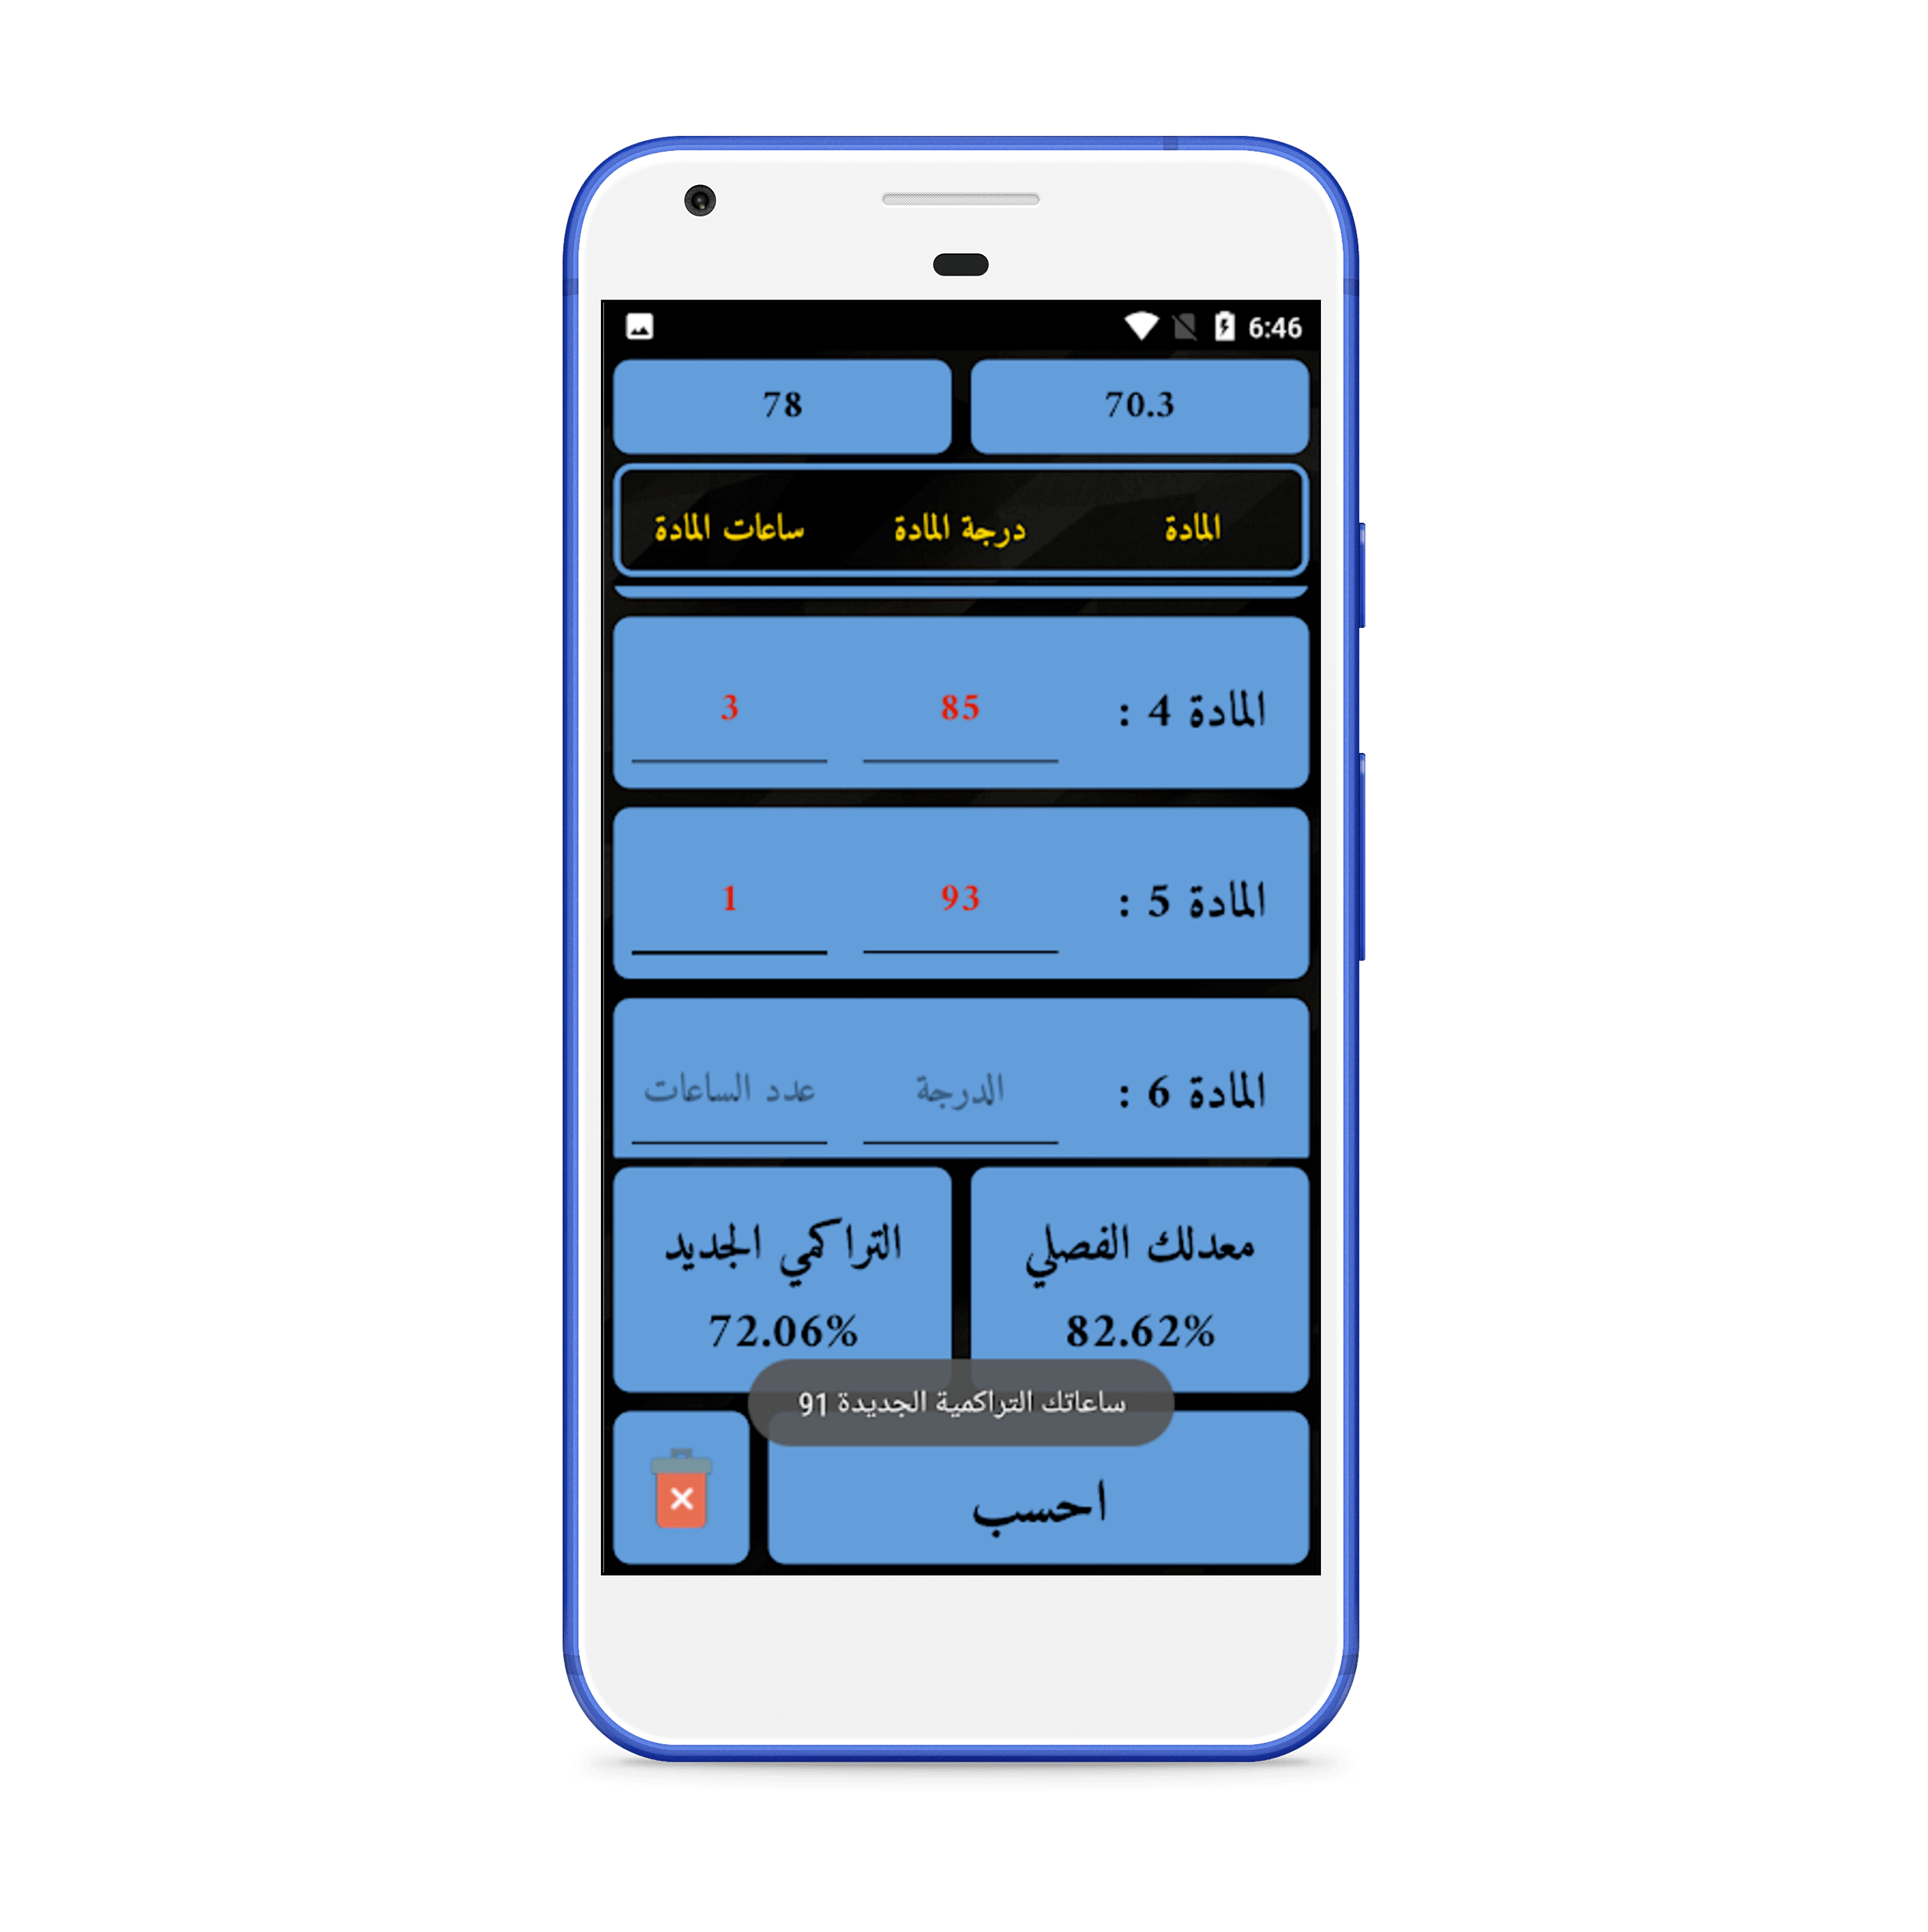 6:46
70.3 78
المادة درجة المادة ساعات المادة
المادة 4 : 85 3
المادة 5 : 93 1
المادة 6 : الدرجة عدد الساعات
معدلك الفصلي التراكمي الجديد
82.62% 72.06%
ساعاتك التراكمية الجديدة 91
احسب